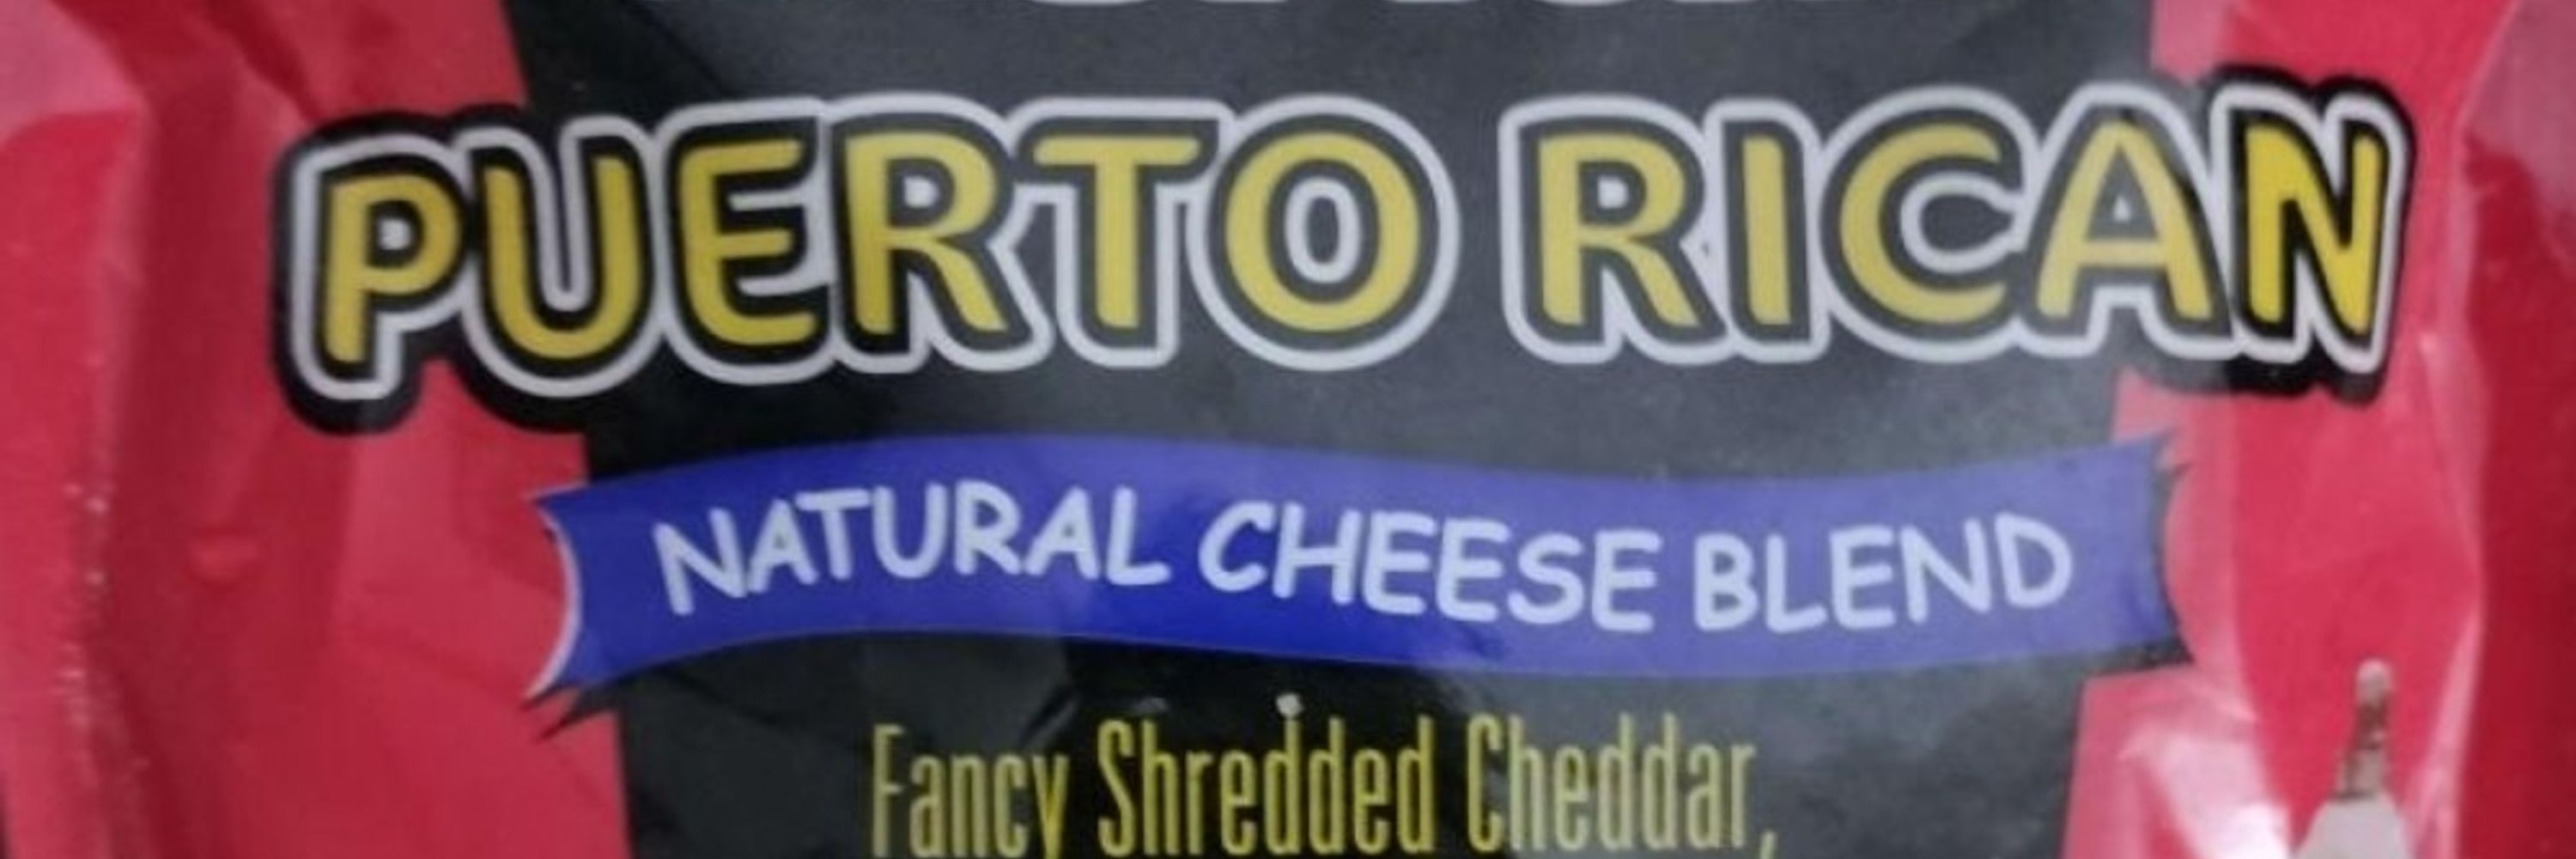 PUERTO RICAN
NATURAL CHEESE BLEND
Fancy Shredded Cheddar,